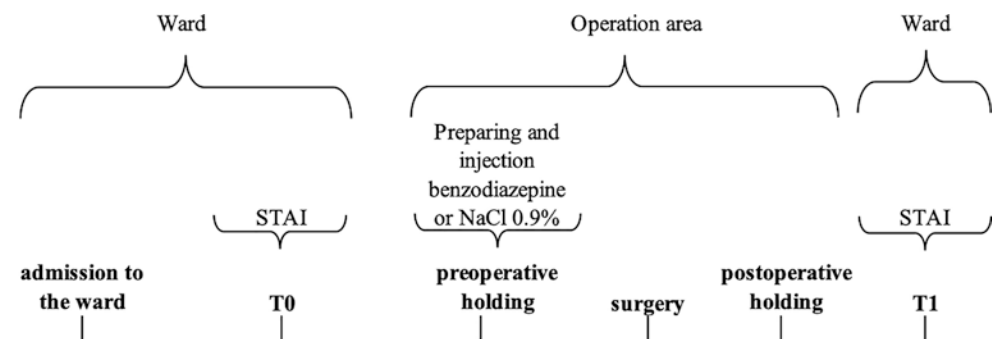 Ward
Operation area
Ward
Preparing and
injection
benzodiazepine
or NaCl 0.9%
STAI
STAI
admission to
the ward
T0
preoperative
holding
surgery
postoperative
holding
T1